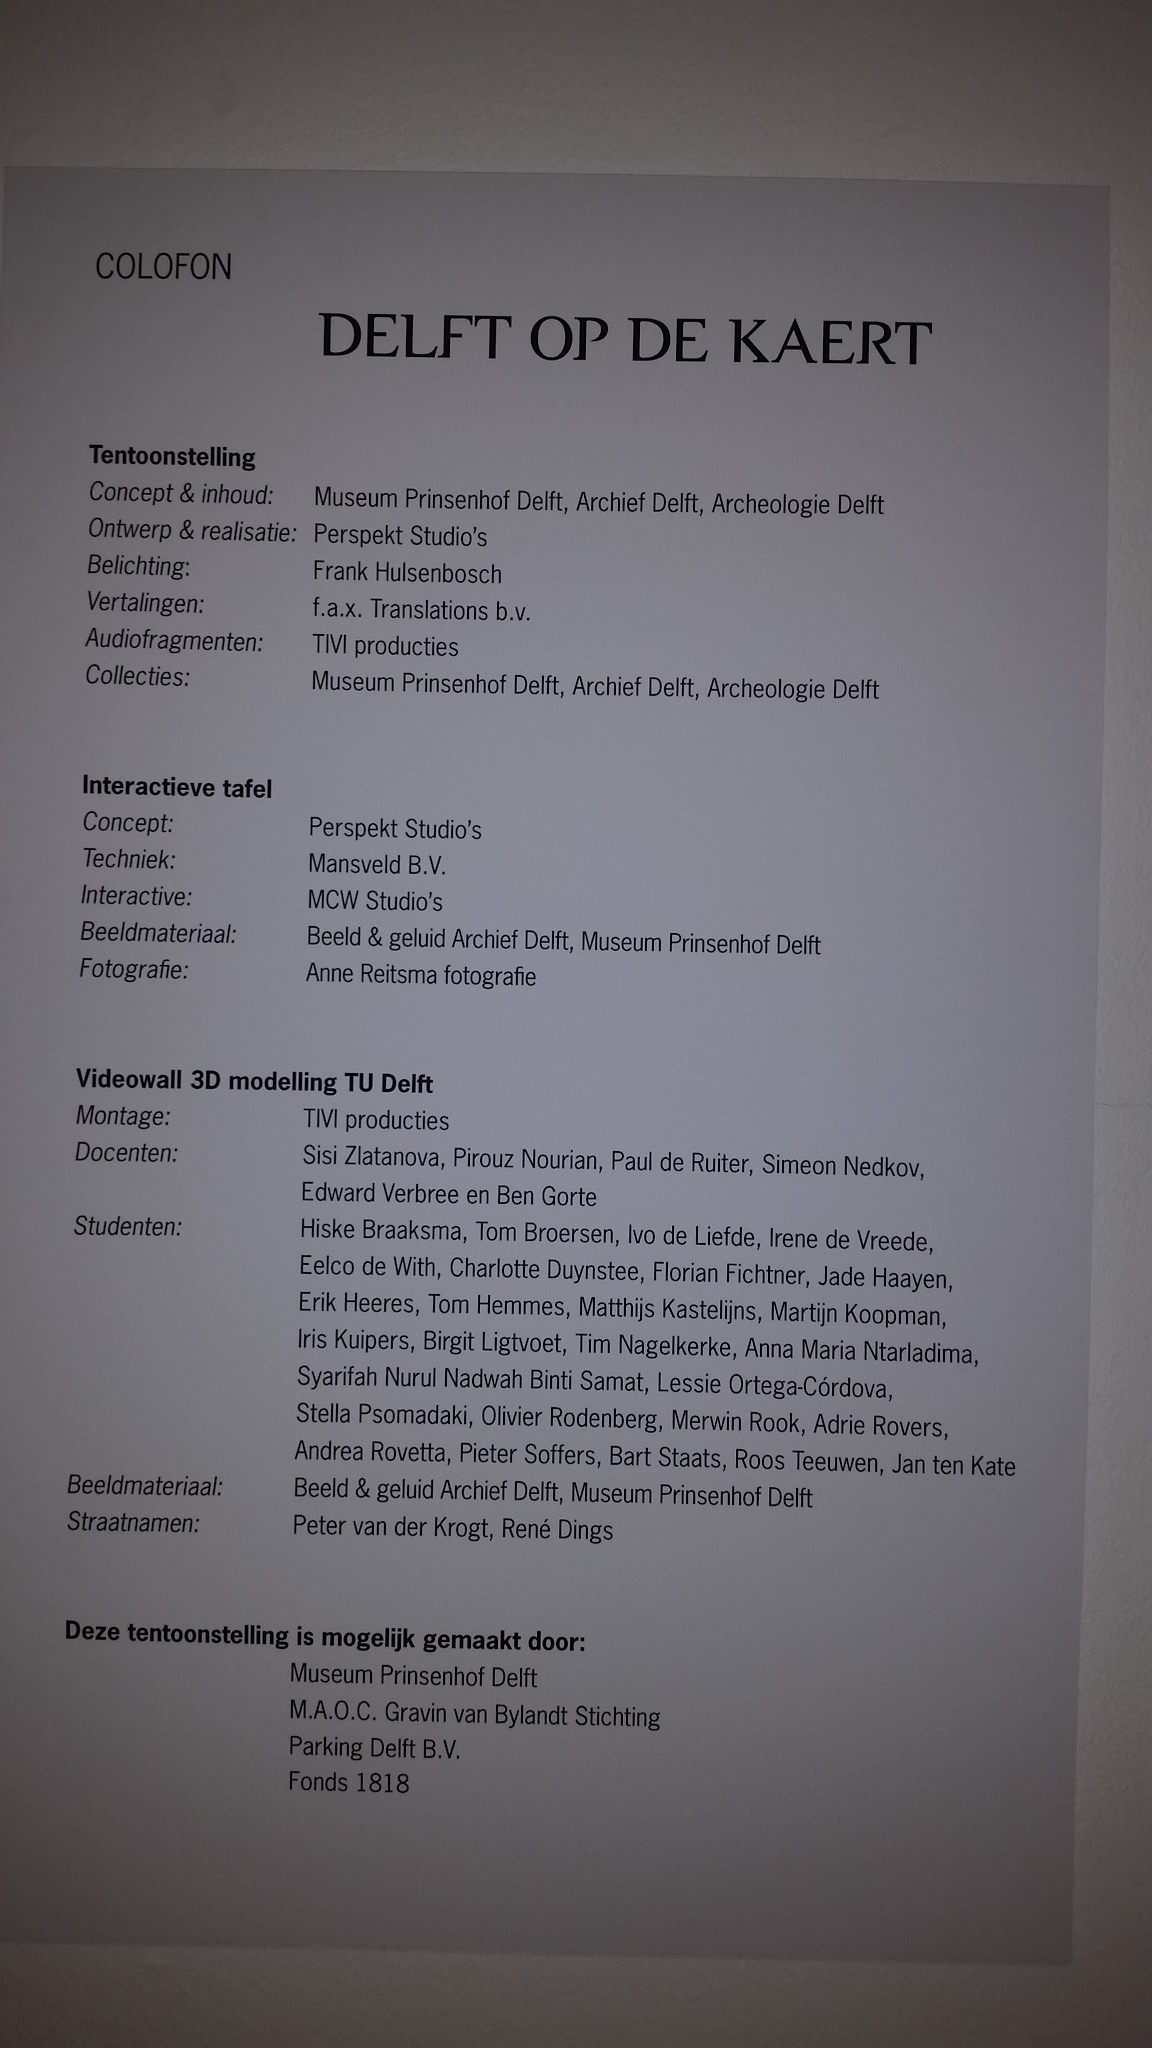 COLOFON
DELFT OP DE KAERT
Tentoonstelling
Concept & inhoud: Museum Prinsenhof Delft, Archief Delft, Archeologie Delft
Ontwerp & realisatie: Perspekt Studio's
Belichting: Frank Hulsenbosch
Vertalingen: f.a.x. Translations b.v.
Audiofragmenten: TIVI producties
Collecties: Museum Prinsenhof Delft, Archief Delft, Archeologie Delft
Interactieve tafel
Concept: Perspekt Studio's
Techniek: Mansveld B.V.
Interactive: MCW Studio's
Beeldmateriaal: Beeld & geluid Archief Delft, Museum Prinsenhof Delft
Fotografie: Anne Reitsma fotografie
Videowall 3D modelling TU Delft
Montage: TIVI producties
Docenten: Sisi Zlatanova, Pirouz Nourian, Paul de Ruiter, Simeon Nedkov,
Edward Verbree en Ben Gorte
Studenten: Hiske Braaksma, Tom Broersen, Ivo de Liefde, Irene de Vreede,
Eelco de With, Charlotte Duynstee, Florian Fichtner, Jade Haayen,
Erik Heeres, Tom Hemmes, Matthijs Kastelijns, Martijn Koopman,
Iris Kuipers, Birgit Ligtvoet, Tim Nagelkerke, Anna Maria Ntarladima,
Syarifah Nurul Nadwah Binti Samat, Lessie Ortega-Córdova,
Stella Psomadaki, Olivier Rodenberg, Merwin Rook, Adrie Rovers,
Andrea Rovetta, Pieter Soffers, Bart Staats, Roos Teeuwen, Jan ten Kate
Beeldmateriaal: Beeld & geluid Archief Delft, Museum Prinsenhof Delft
Straatnamen: Peter van der Krogt, René Dings
Deze tentoonstelling is mogelijk gemaakt door:
Museum Prinsenhof Delft
M.A.O.C. Gravin van Bylandt Stichting
Parking Delft B.V.
Fonds 1818